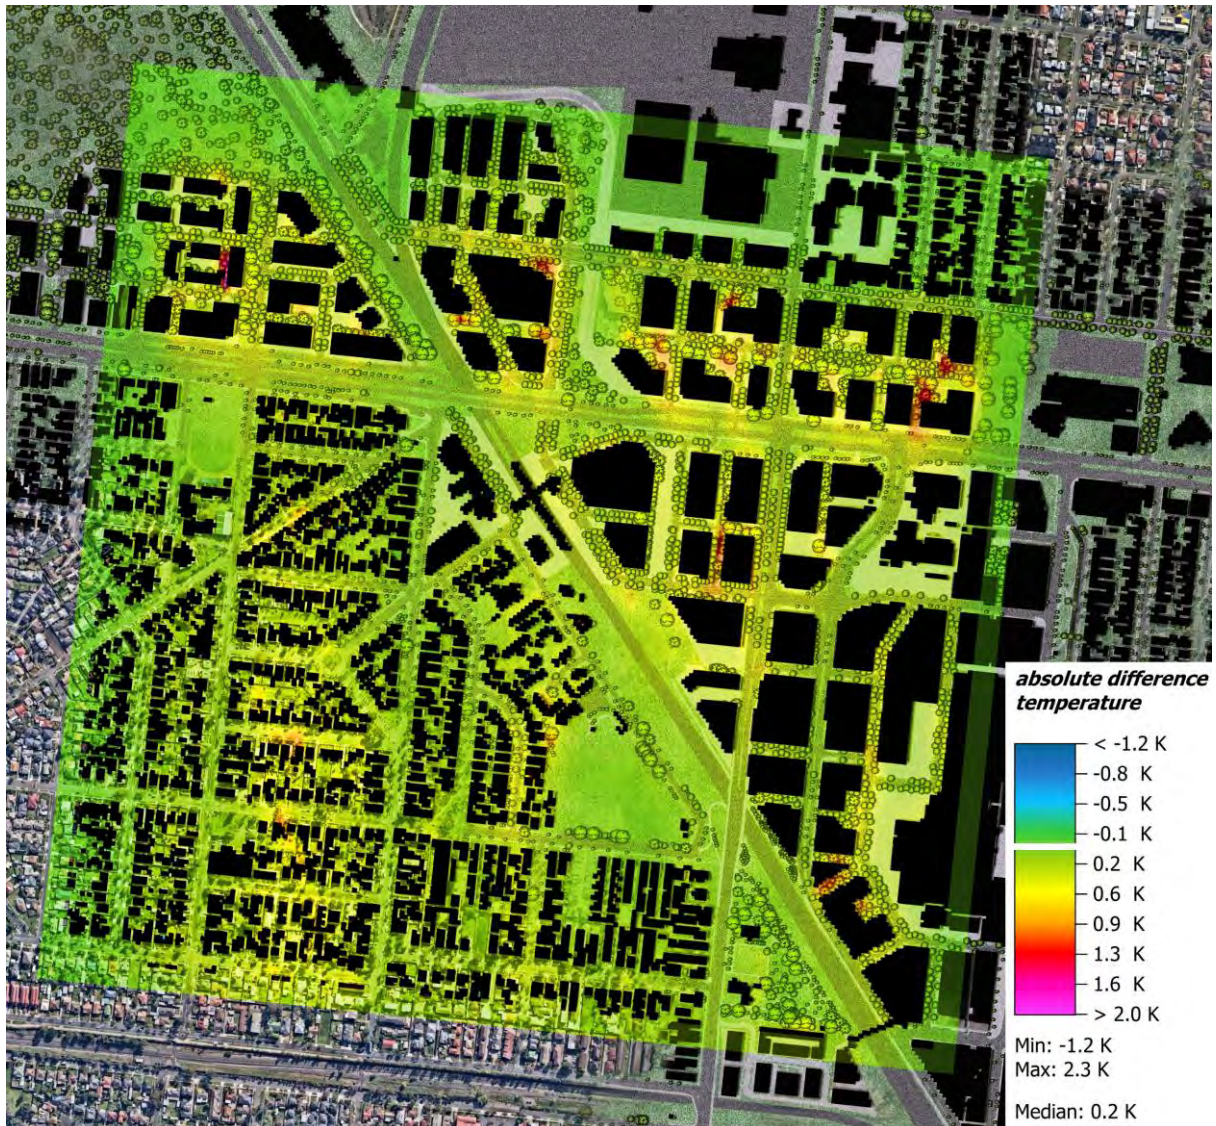 absolute difference
temperature
< -1.2 K
-0.8 K
-0.5 K
-0.1 K
0.2 K
0.6 K
0.9 K
1.3 K
1.6 K
> 2.0 K
Min: -1.2 K
Max: 2.3 K
Median: 0.2 K